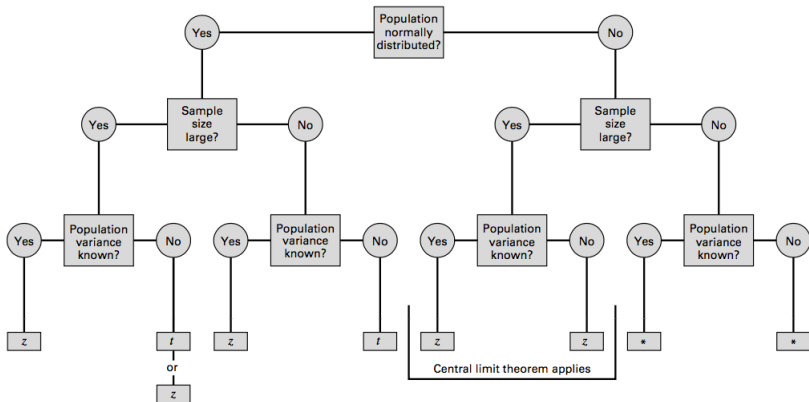 Population
normally
distributed?
Yes
No
Sample
size
large?
Yes
No
Sample
size
large?
Yes
No
Population
variance
known?
Yes
No
Population
variance
known?
Yes
No
Population
variance
known?
Yes
No
Population
variance
known?
Yes
No
z
t
or
z
z
t
z
z
Central limit theorem applies
*
*